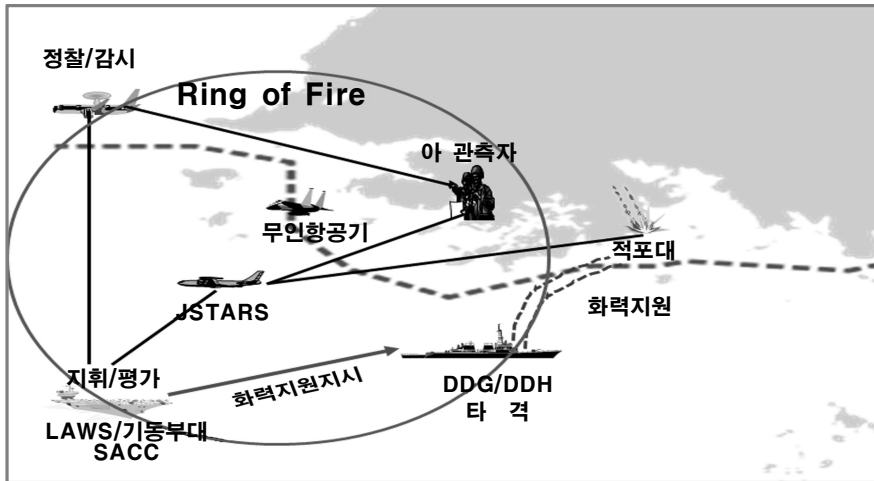 정찰/감시
Ring of Fire
아 관측자
무인항공기
적포대
JSTARS
화력지원
지휘/평가
화력지원지시
DDG/DDH
타 격
LAWS/기동부대
SACC